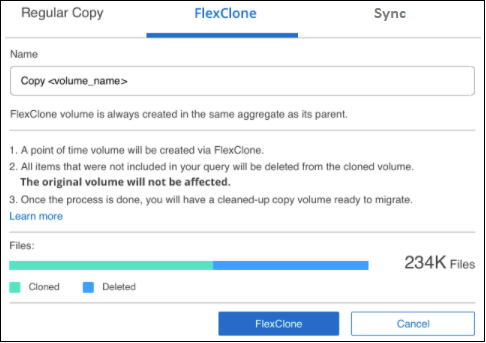 Regular Copy FlexClone Sync
Name
Copy <volume_name>
FlexClone volume is always created in the same aggregate as its parent.
1. A point of time volume will be created via FlexClone.
2. All items that were not included in your query will be deleted from the cloned volume.
The original volume will not be affected.
3. Once the process is done, you will have a cleaned-up copy volume ready to migrate.
Learn more
Files:
234K Files
Cloned Deleted
FlexClone Cancel